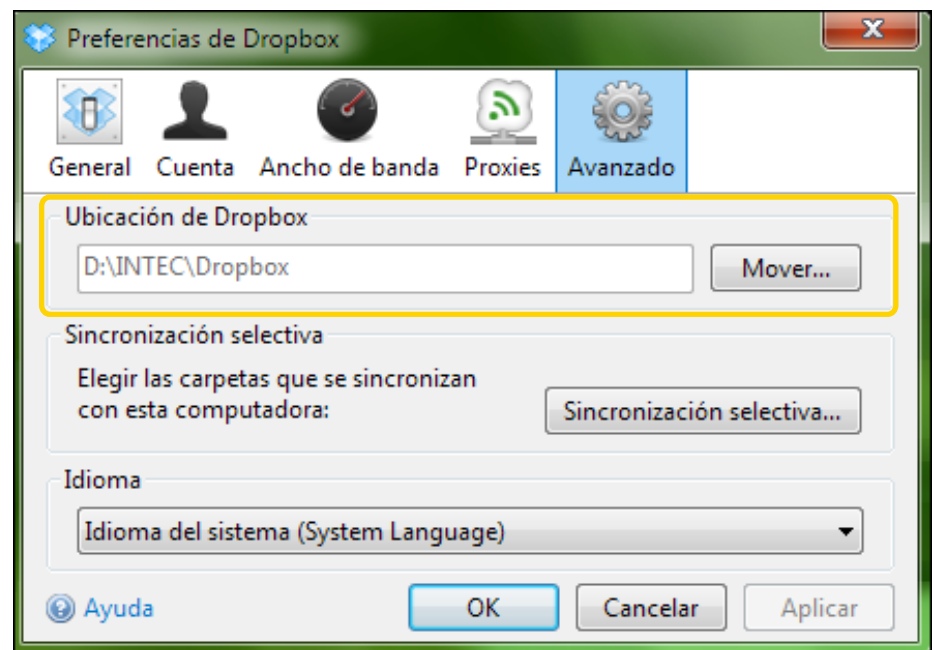 Preferencias de Dropbox
General Cuenta Ancho de banda Proxies Avanzado
Ubicación de Dropbox
D:\INTEC\Dropbox Mover...
Sincronización selectiva
Elegir las carpetas que se sincronizan
con esta computadora: Sincronización selectiva...
Idioma
Idioma del sistema (System Language)
Ayuda OK Cancelar Aplicar